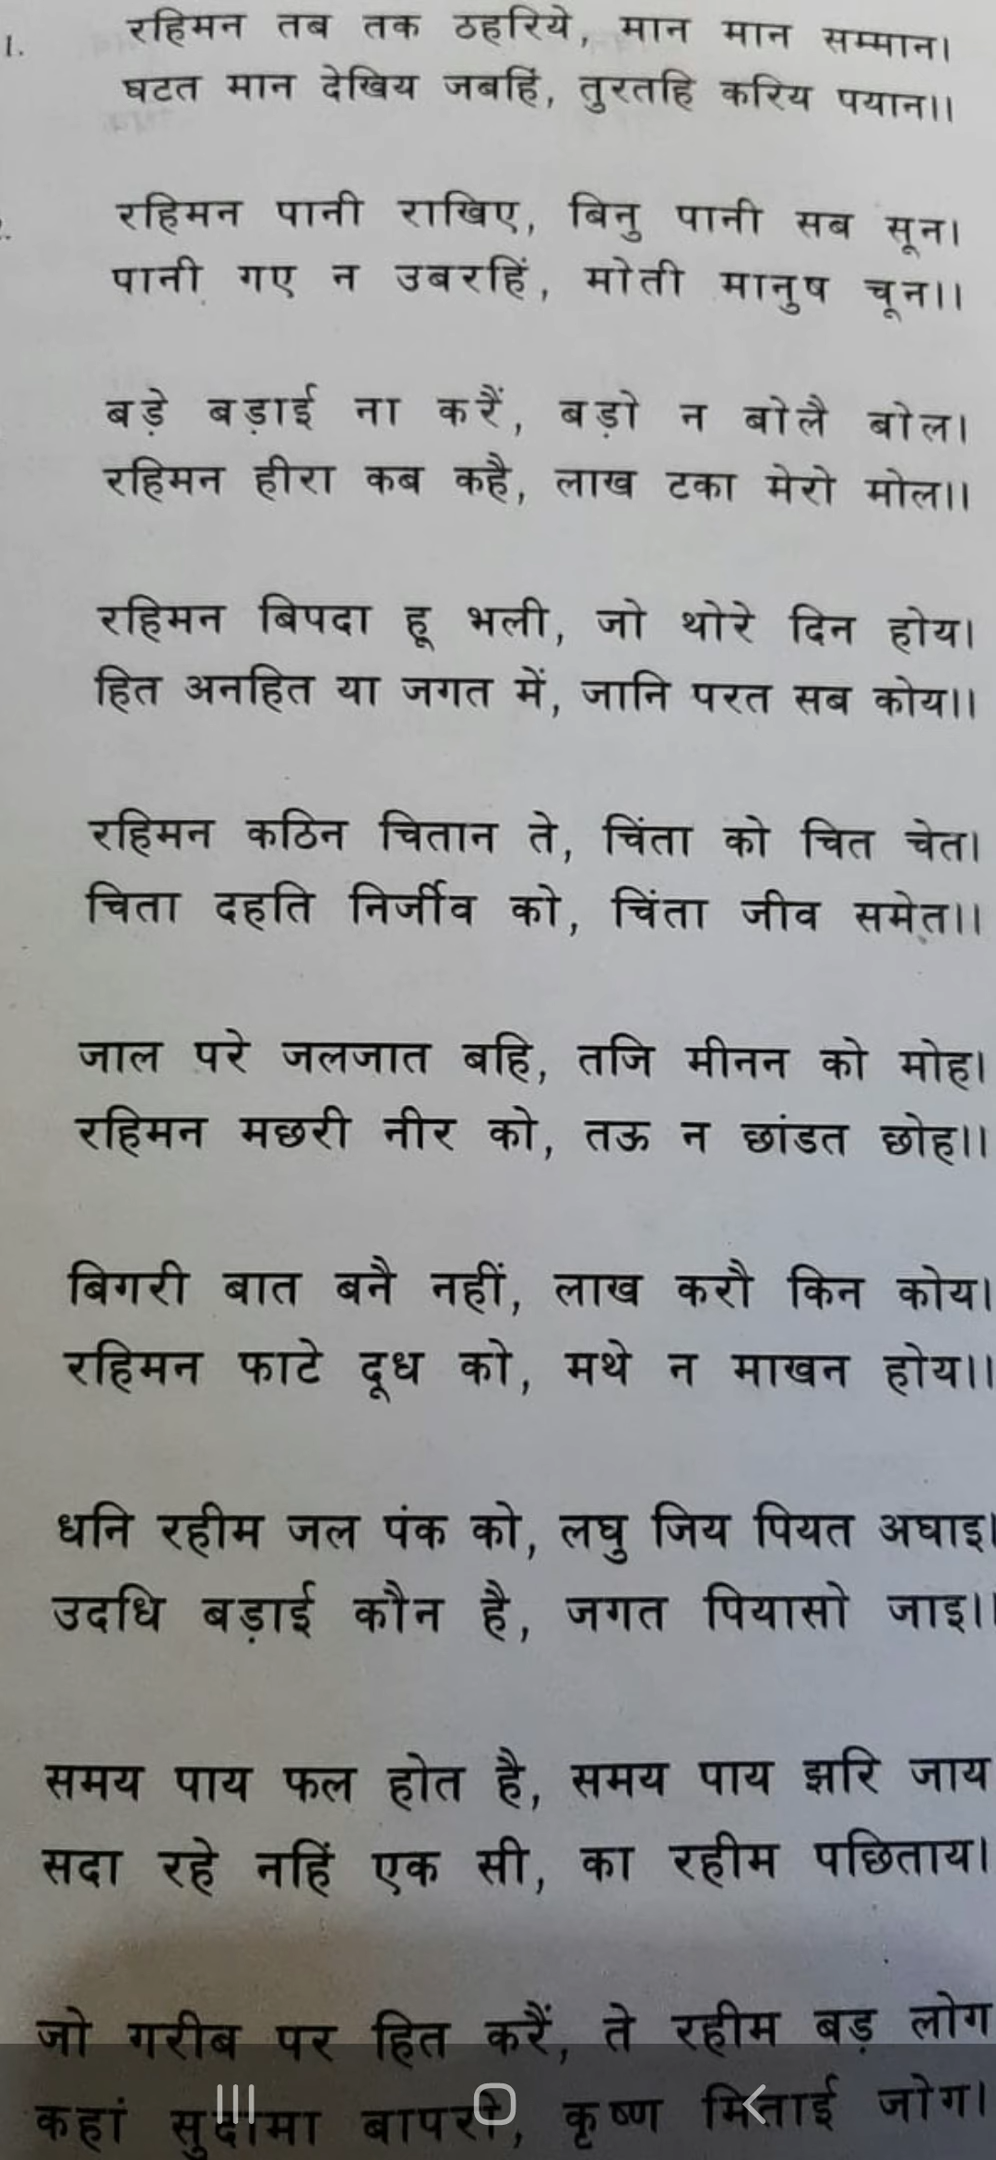 1. रहिमन तब तक ठहरिये, मान मान सम्मान।
घटत मान देखिय जबहिं, तुरतहि करिय पयान।।
रहिमन पानी राखिए, बिनु पानी सब सून।
पानी गए न उबरहिं, मोती मानुष चून।।
बड़े बड़ाई ना करैं, बड़ो न बोलै बोल।
रहिमन हीरा कब कहै, लाख टका मेरो मोल।।
रहिमन बिपदा हू भली, जो थोरे दिन होय।
हित अनहित या जगत में, जानि परत सब कोय।।
रहिमन कठिन चितान ते, चिंता को चित चेत।
चिता दहति निर्जीव को, चिंता जीव समेत।।
जाल परे जलजात बहि, तजि मीनन को मोह।
रहिमन मछरी नीर को, तऊ न छांडत छोह।।
बिगरी बात बनै नहीं, लाख करौ किन कोय।
रहिमन फाटे दूध को, मथे न माखन होय।।
धनि रहीम जल पंक को, लघु जिय पियत अघाइ।
उदधि बड़ाई कौन है, जगत पियासो जाइ।।
समय पाय फल होत है, समय पाय झरि जाय
सदा रहे नहिं एक सी, का रहीम पछिताय।
जो गरीब पर हित करैं, ते रहीम बड़ लोग
कहां सुदामा बापरो, कृष्ण मिताई जोग।